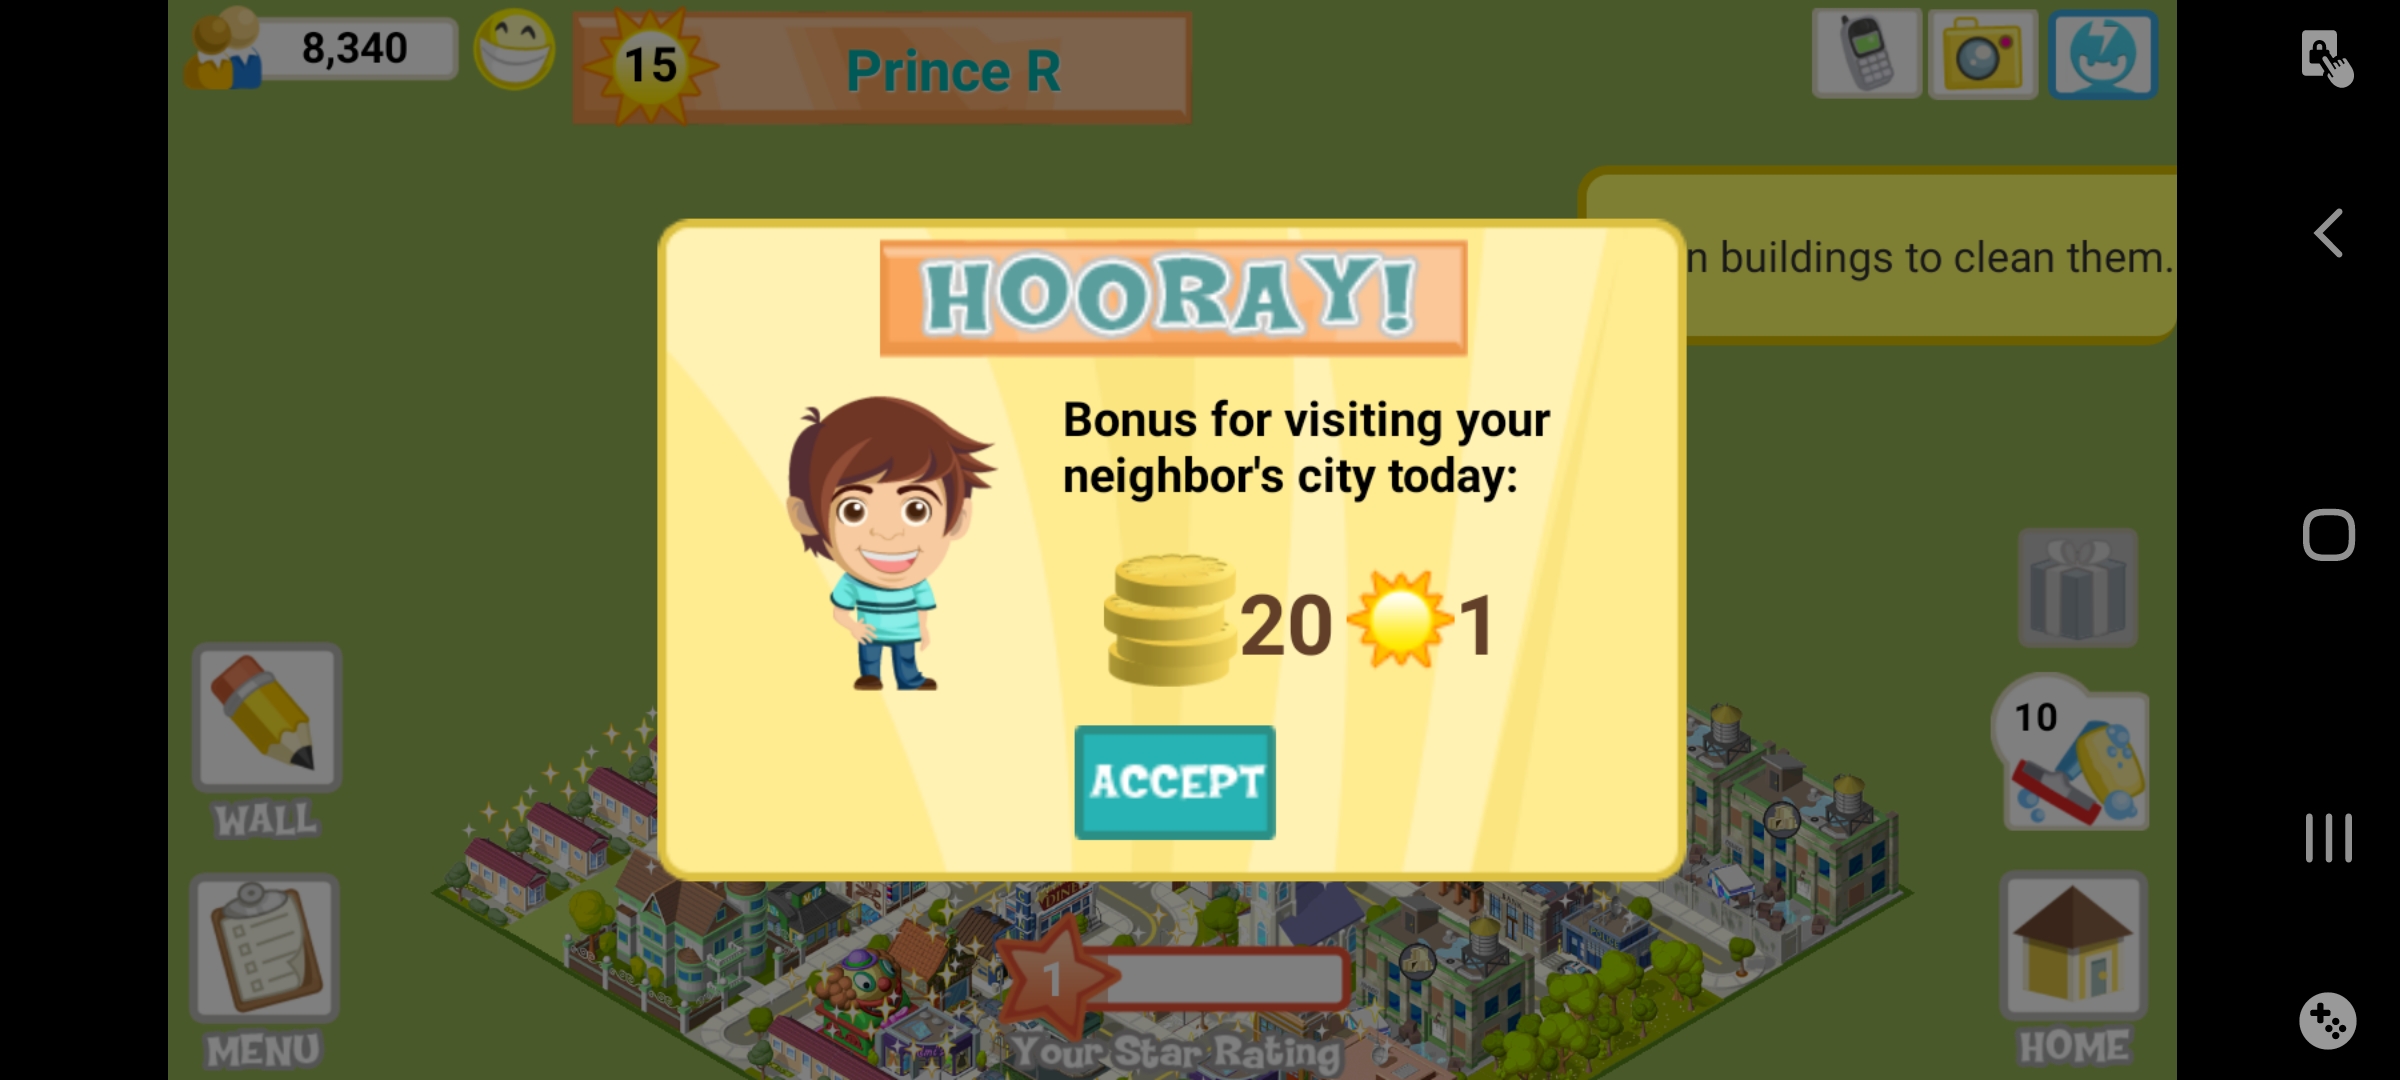 8,340
15
Prince R
n buildings to clean them.
HOORAY!
Bonus for visiting your
neighbor's city today:
20
1
ACCEPT
10
WALL
MENU
1
Your Star Rating
HOME